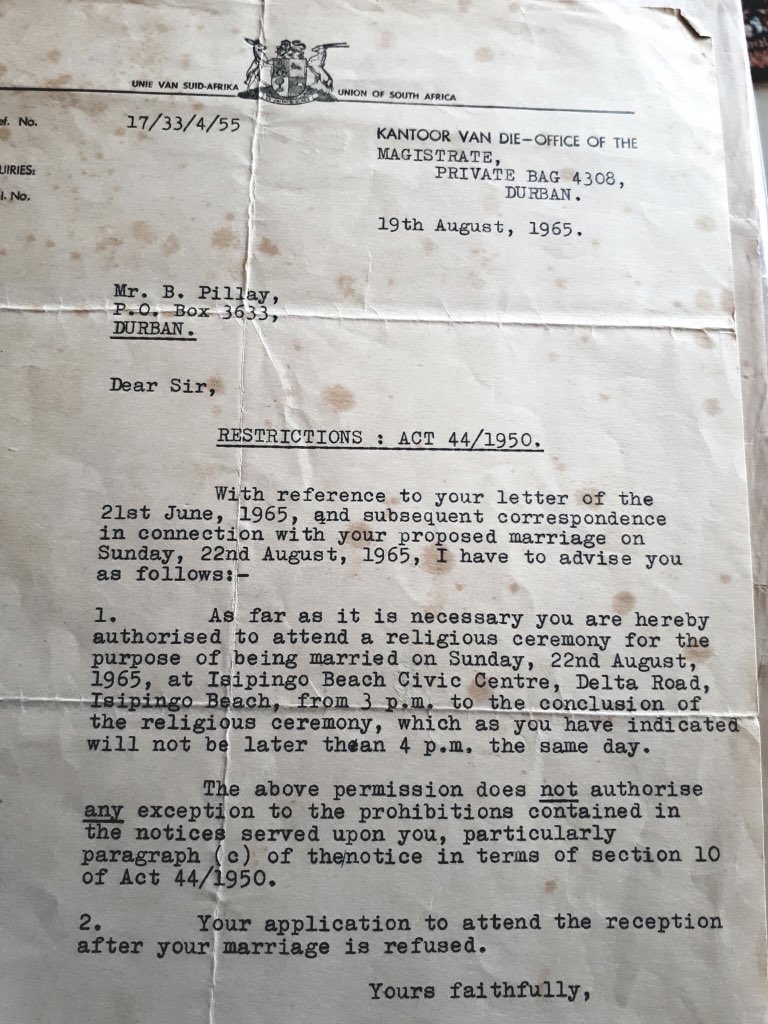 UNIE VAN SUID-AFRIKA
UNION OF SOUTH AFRICA
ef. No. 17/33/4/55
UIRIES:
l. No.
KANTOOR VAN DIE—OFFICE OF THE
MAGISTRATE,
PRIVATE BAG 4308,
DURBAN.
19th August, 1965.
Mr. B. Pillay,
P.O. Box 3633,
DURBAN.
Dear Sir,
RESTRICTIONS : ACT 44/1950.
With reference to your letter of the
21st June, 1965, and subsequent correspondence
in connection with your proposed marriage on
Sunday, 22nd August, 1965, I have to advise you
as follows:-
1. As far as it is necessary you are hereby
authorised to attend a religious ceremony for the
purpose of being married on Sunday, 22nd August,
1965, at Isipingo Beach Civic Centre, Delta Road,
Isipingo Beach, from 3 p.m. to the conclusion of
the religious ceremony, which as you have indicated
will not be later than 4 p.m. the same day.
The above permission does not authorise
any exception to the prohibitions contained in
the notices served upon you, particularly
paragraph (c) of the/notice in terms of section 10
of Act 44/1950.
2. Your application to attend the reception
after your marriage is refused.
Yours faithfully,